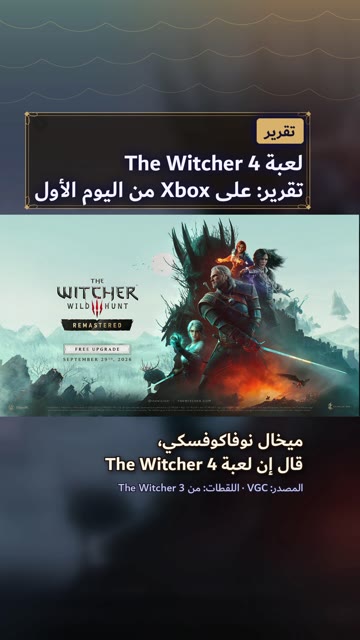 تقرير
لعبة The Witcher 4
تقرير: على Xbox من اليوم الأول
THE
WITCHER
WILD HUNT
REMASTERED
FREE UPGRADE
SEPTEMBER 29TH, 2026
ميخال نوفاكوفسكي،
قال إن لعبة The Witcher 4
المصدر: VGC · اللقطات: من The Witcher 3